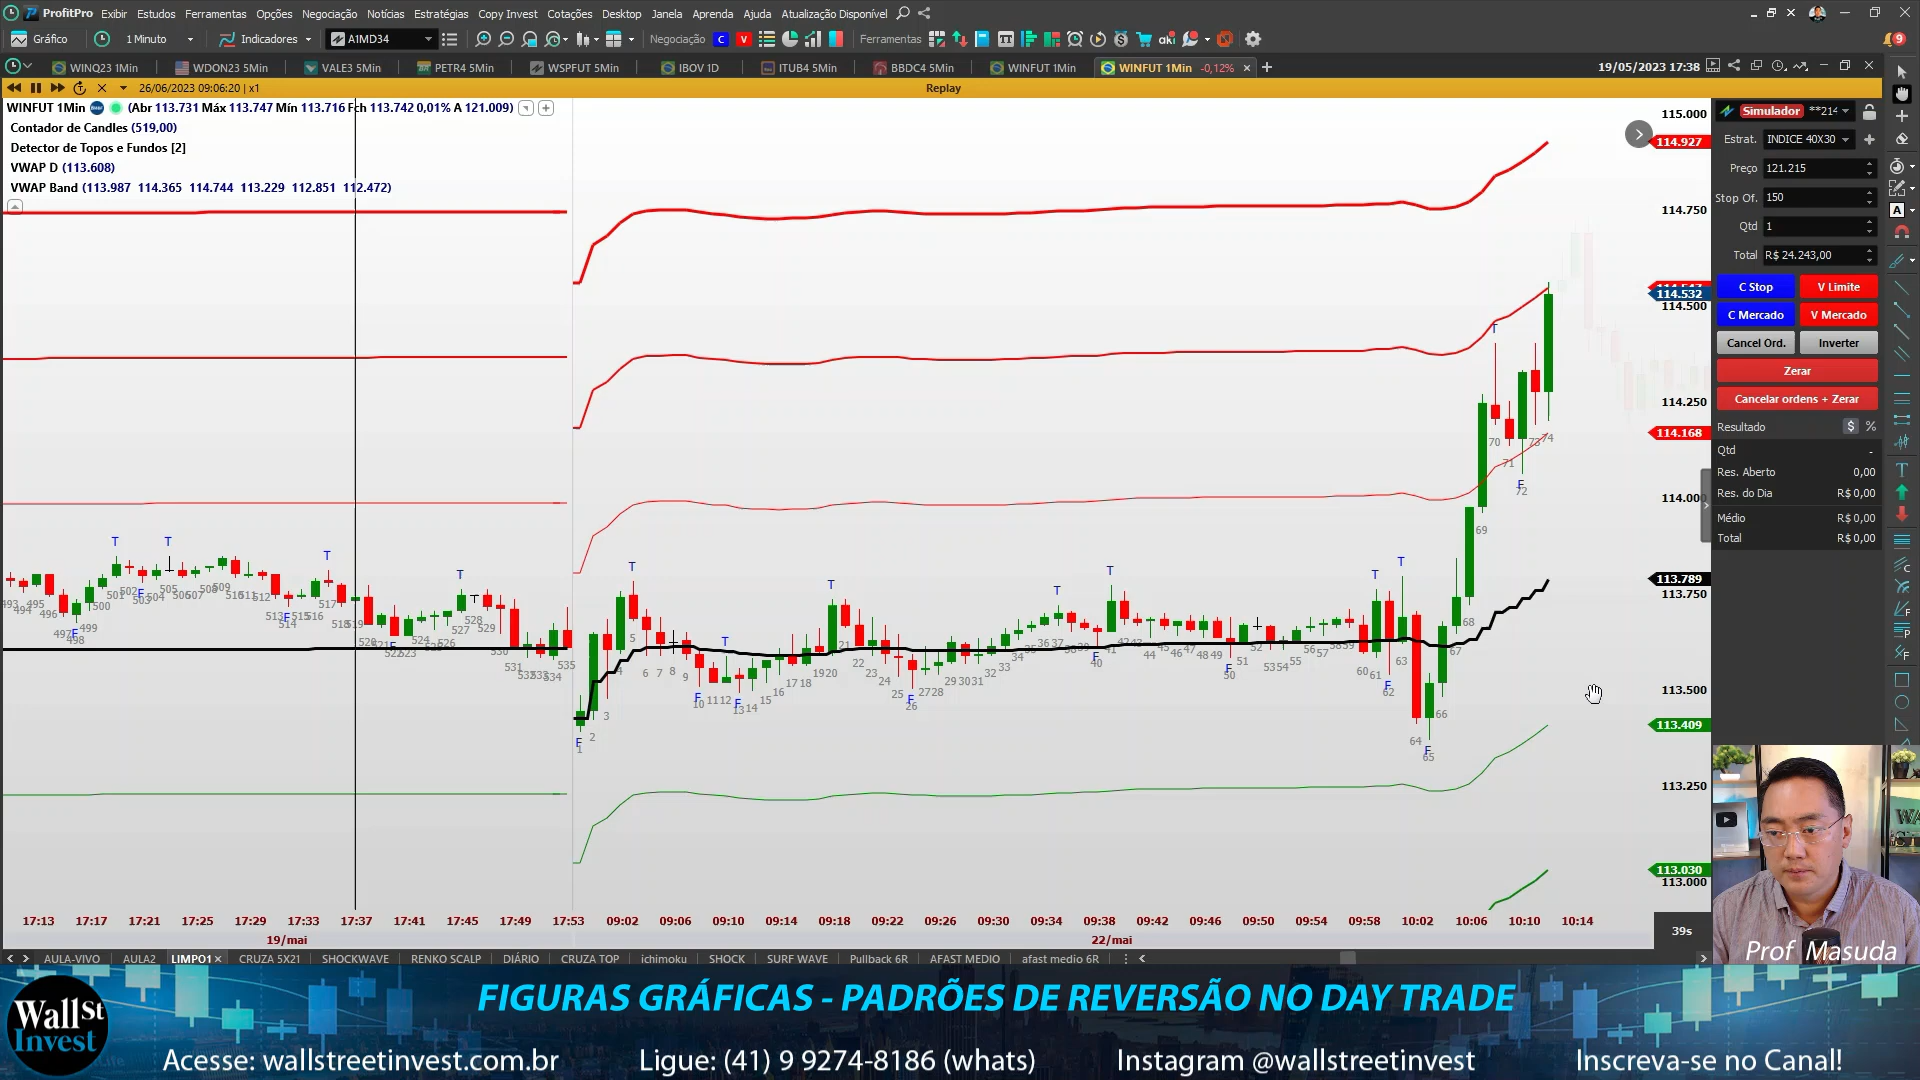 ProfitPro Exibir Estudos Ferramentas Opções Negociação Notícias Estratégias Copy Invest Cotações Desktop Janela Aprenda Ajuda Atualização Disponível
Gráfico 1 Minuto Indicadores A1MD34 Negociação C V Ferramentas aki 9
WINQ23 1Min WDON23 5Min VALE3 5Min PETR4 5Min WSPFUT 5Min IBOV 1D ITUB4 5Min BBDC4 5Min WINFUT 1Min WINFUT 1Min -0,12% 19/05/2023 17:38
26/06/2023 09:06:20 | x1 Replay
WINFUT 1Min (Abr 113.731 Máx 113.747 Mín 113.716 Fch 113.742 0,01% A 121.009)
Contador de Candles (519,00)
Detector de Topos e Fundos [2]
VWAP D (113.608)
VWAP Band (113.987 114.365 114.744 113.229 112.851 112.472)
115.000
114.927
114.750
114.532
114.500
114.250
114.168
114.000
113.789
113.750
113.500
113.409
113.250
113.030
113.000
Simulador **214
Estrat. INDICE 40X30
Preço 121.215
Stop Of. 150
Qtd 1
Total R$ 24.243,00
C Stop V Limite
C Mercado V Mercado
Cancel Ord. Inverter
Zerar
Cancelar ordens + Zerar
Resultado $ %
Qtd -
Res. Aberto 0,00
Res. do Dia R$ 0,00
Médio R$ 0,00
Total R$ 0,00
17:13 17:17 17:21 17:25 17:29 17:33 17:37 17:41 17:45 17:49 17:53 09:02 09:06 09:10 09:14 09:18 09:22 09:26 09:30 09:34 09:38 09:42 09:46 09:50 09:54 09:58 10:02 10:06 10:10 10:14
19/mai 22/mai
39s
AULA-VIVO AULA2 LIMPO1 CRUZA 5X21 SHOCKWAVE RENKO SCALP DIÁRIO CRUZA TOP ichimoku SHOCK SURF WAVE Pullback 6R AFAST MEDIO afast medio 6R
Prof Masuda
Wall St
Invest
FIGURAS GRÁFICAS - PADRÕES DE REVERSÃO NO DAY TRADE
Acesse: wallstreetinvest.com.br Ligue: (41) 9 9274-8186 (whats) Instagram @wallstreetinvest Inscreva-se no Canal!